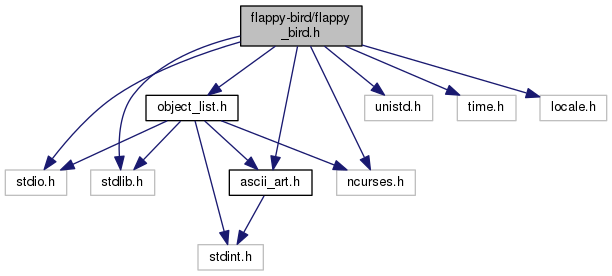 flappy-bird/flappy
_bird.h
object_list.h
unistd.h
time.h
locale.h
stdio.h
stdlib.h
ascii_art.h
ncurses.h
stdint.h